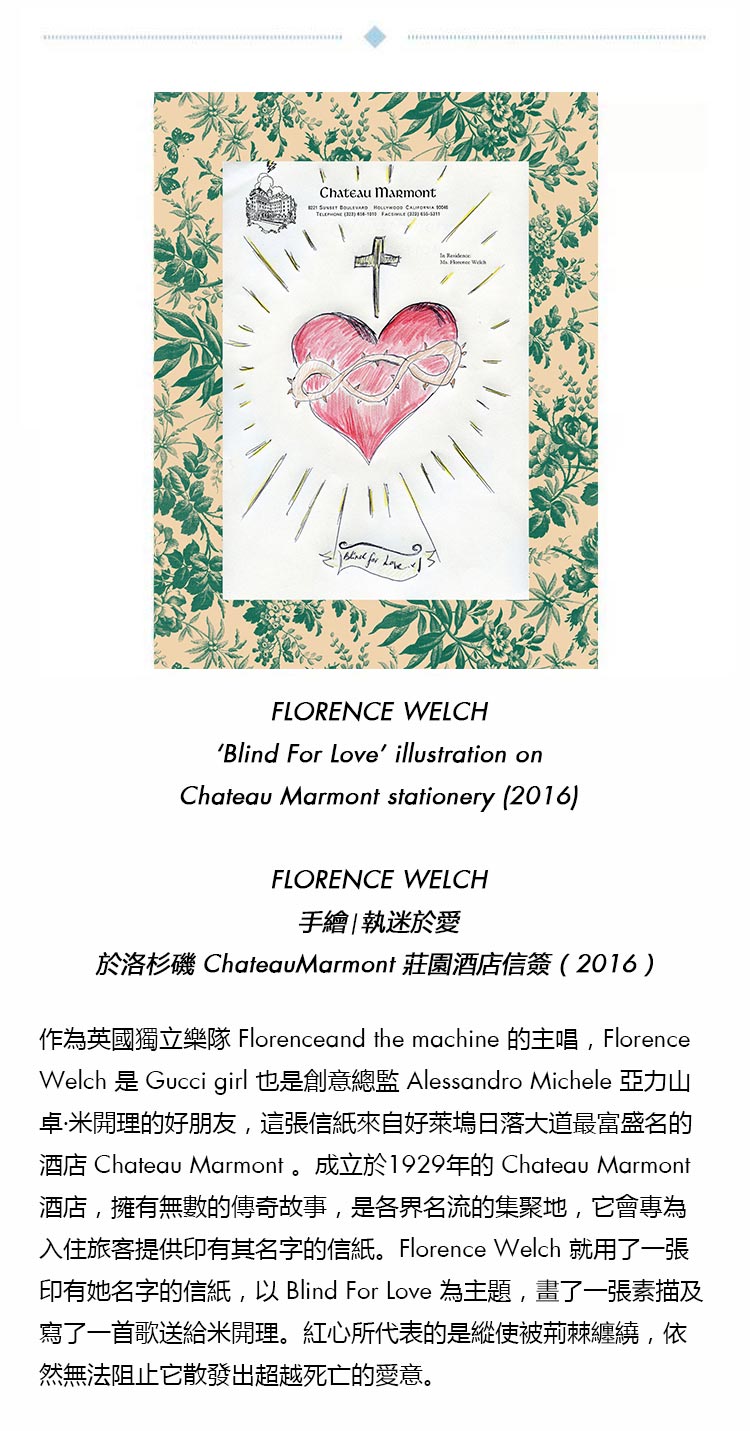 Chateau Marmont
8221 Sunset Boulevard Hollywood California 90046
Telephone (323) 656-1010 Facsimile (323) 655-5311
In Residence:
Ms. Florence Welch
Blind for Love
FLORENCE WELCH
‘Blind For Love’ illustration on
Chateau Marmont stationery (2016)
FLORENCE WELCH
手繪|執迷於愛
於洛杉磯 ChateauMarmont 莊園酒店信簽（2016）
作為英國獨立樂隊 Florenceand the machine 的主唱，Florence
Welch 是 Gucci girl 也是創意總監 Alessandro Michele 亞力山
卓·米開理的好朋友，這張信紙來自好萊塢日落大道最富盛名的
酒店 Chateau Marmont 。成立於1929年的 Chateau Marmont
酒店，擁有無數的傳奇故事，是各界名流的集聚地，它會專為
入住旅客提供印有其名字的信紙。Florence Welch 就用了一張
印有她名字的信紙，以 Blind For Love 為主題，畫了一張素描及
寫了一首歌送給米開理。紅心所代表的是縱使被荊棘纏繞，依
然無法阻止它散發出超越死亡的愛意。